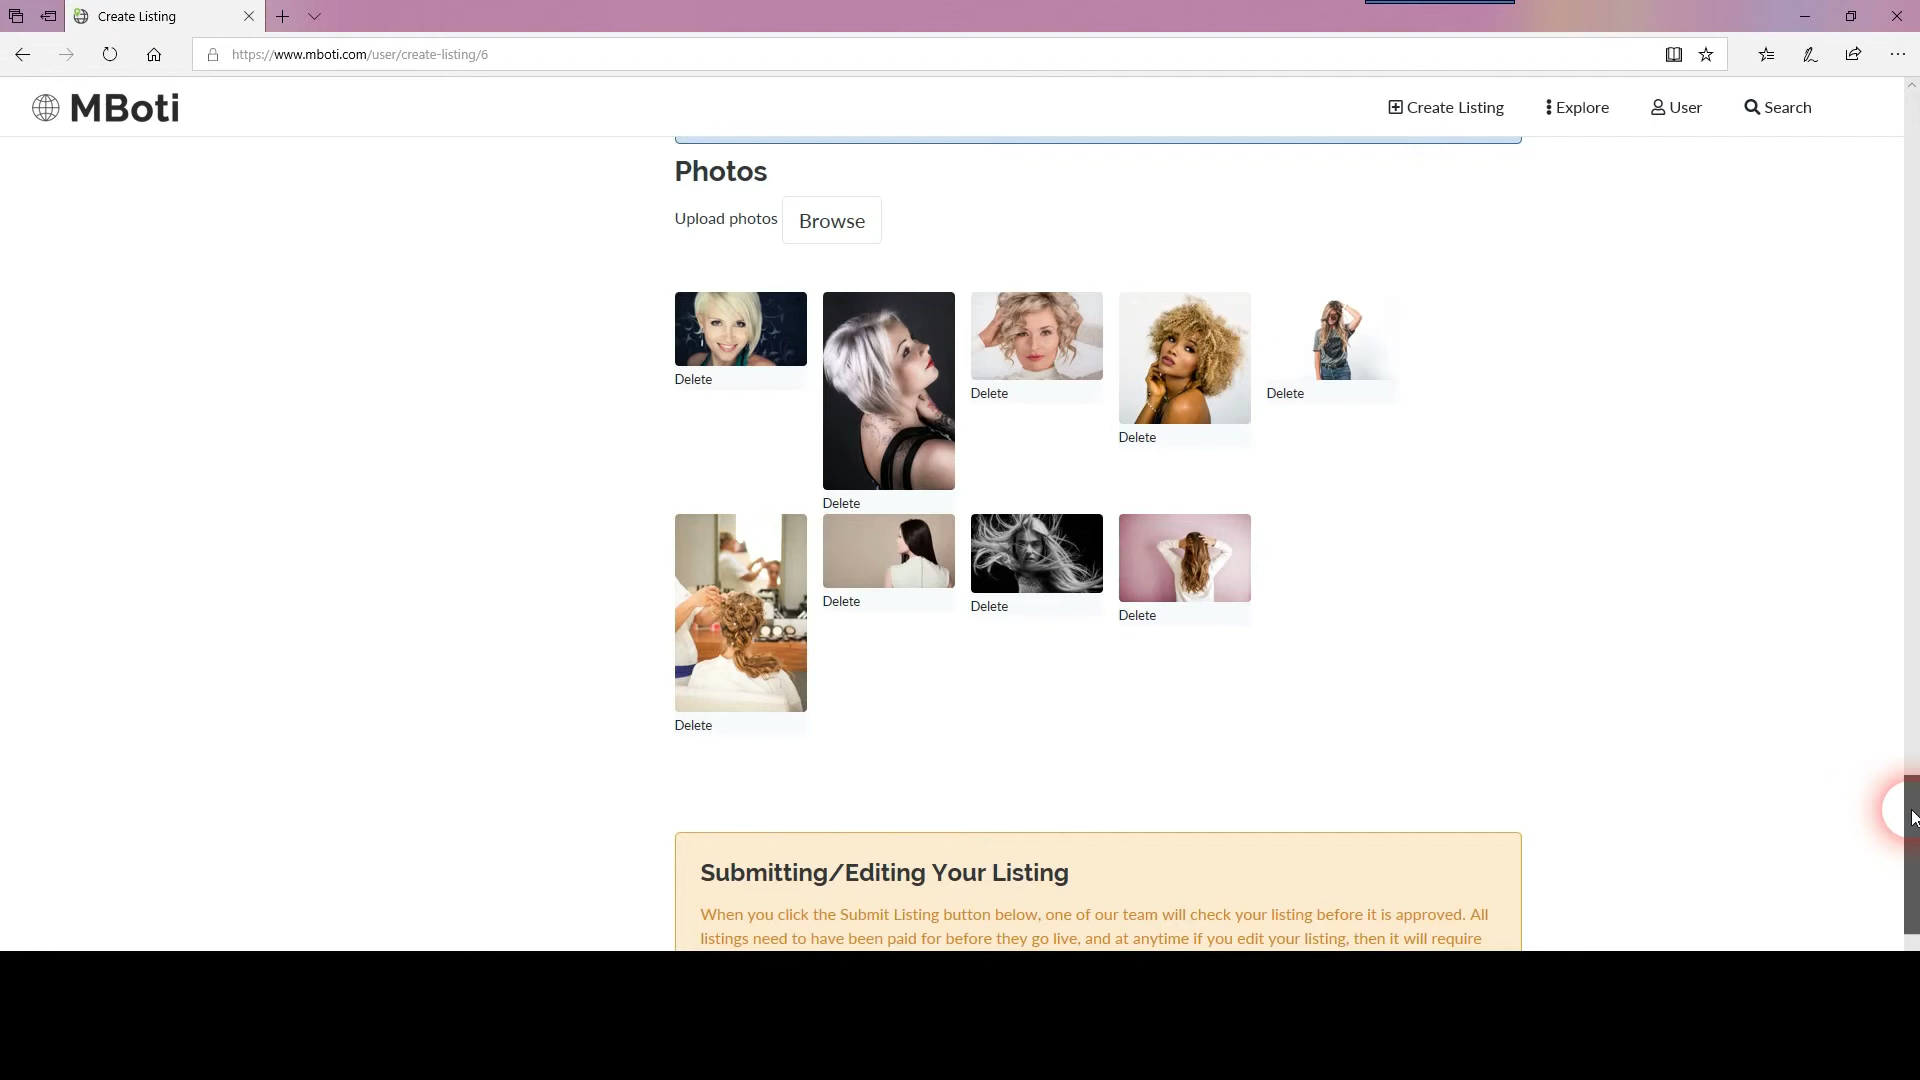 Create Listing
https://www.mboti.com/user/create-listing/6
MBoti
Create Listing
Explore
User
Search
Photos
Upload photos
Browse
Delete
Delete
Delete
Delete
Delete
Delete
Delete
Delete
Delete
Submitting/Editing Your Listing
When you click the Submit Listing button below, one of our team will check your listing before it is approved. All
listings need to have been paid for before they go live, and at anytime if you edit your listing, then it will require